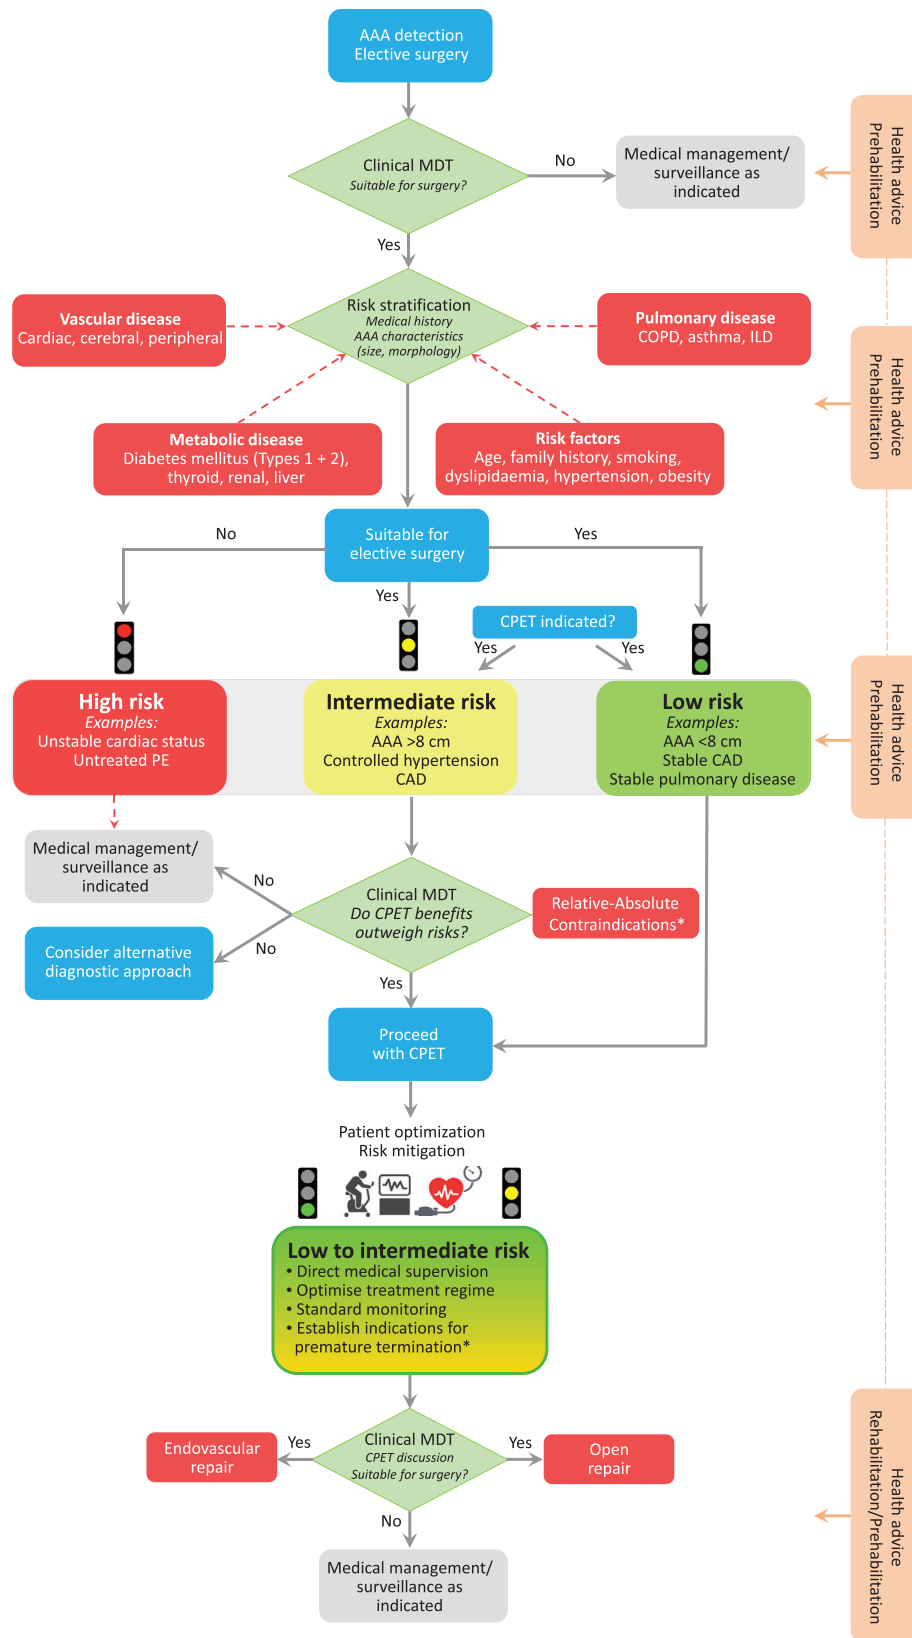 AAA detection
Elective surgery
Clinical MDT
Suitable for surgery?
No
Medical management/
surveillance as
indicated
Health advice
Prehabilitation
Yes
Risk stratification
Medical history
AAA characteristics
(size, morphology)
Vascular disease
Cardiac, cerebral, peripheral
Pulmonary disease
COPD, asthma, ILD
Health advice
Prehabilitation
Metabolic disease
Diabetes mellitus (Types 1 + 2),
thyroid, renal, liver
Risk factors
Age, family history, smoking,
dyslipidaemia, hypertension, obesity
No
Suitable for
elective surgery
Yes
Yes
CPET indicated?
Yes
Yes
High risk
Examples:
Unstable cardiac status
Untreated PE
Intermediate risk
Examples:
AAA >8 cm
Controlled hypertension
CAD
Low risk
Examples:
AAA <8 cm
Stable CAD
Stable pulmonary disease
Health advice
Prehabilitation
Medical management/
surveillance as
indicated
No
Clinical MDT
Do CPET benefits
outweigh risks?
Relative-Absolute
Contraindications*
No
Consider alternative
diagnostic approach
Yes
Proceed
with CPET
Patient optimization
Risk mitigation
Low to intermediate risk
• Direct medical supervision
• Optimise treatment regime
• Standard monitoring
• Establish indications for
premature termination*
Endovascular
repair
Yes
Clinical MDT
CPET discussion
Suitable for surgery?
Yes
Open
repair
No
Medical management/
surveillance as
indicated
Health advice
Rehabilitation/Prehabilitation